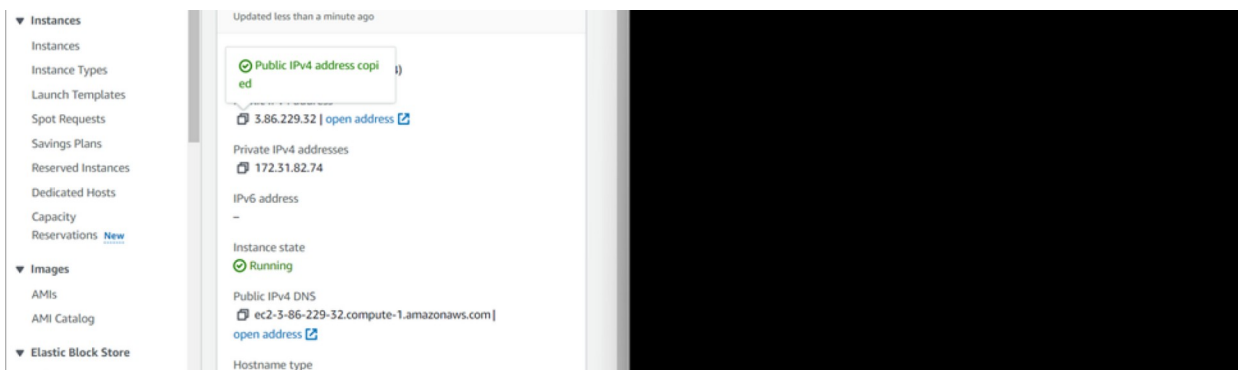 Instances
Instances
Instance Types
Launch Templates
Spot Requests
Savings Plans
Reserved Instances
Dedicated Hosts
Capacity
Reservations New
Images
AMIs
AMI Catalog
Elastic Block Store
Updated less than a minute ago
Public IPv4 address copi
ed
3.86.229.32 | open address
Private IPv4 addresses
172.31.82.74
IPv6 address
–
Instance state
Running
Public IPv4 DNS
ec2-3-86-229-32.compute-1.amazonaws.com |
open address
Hostname type